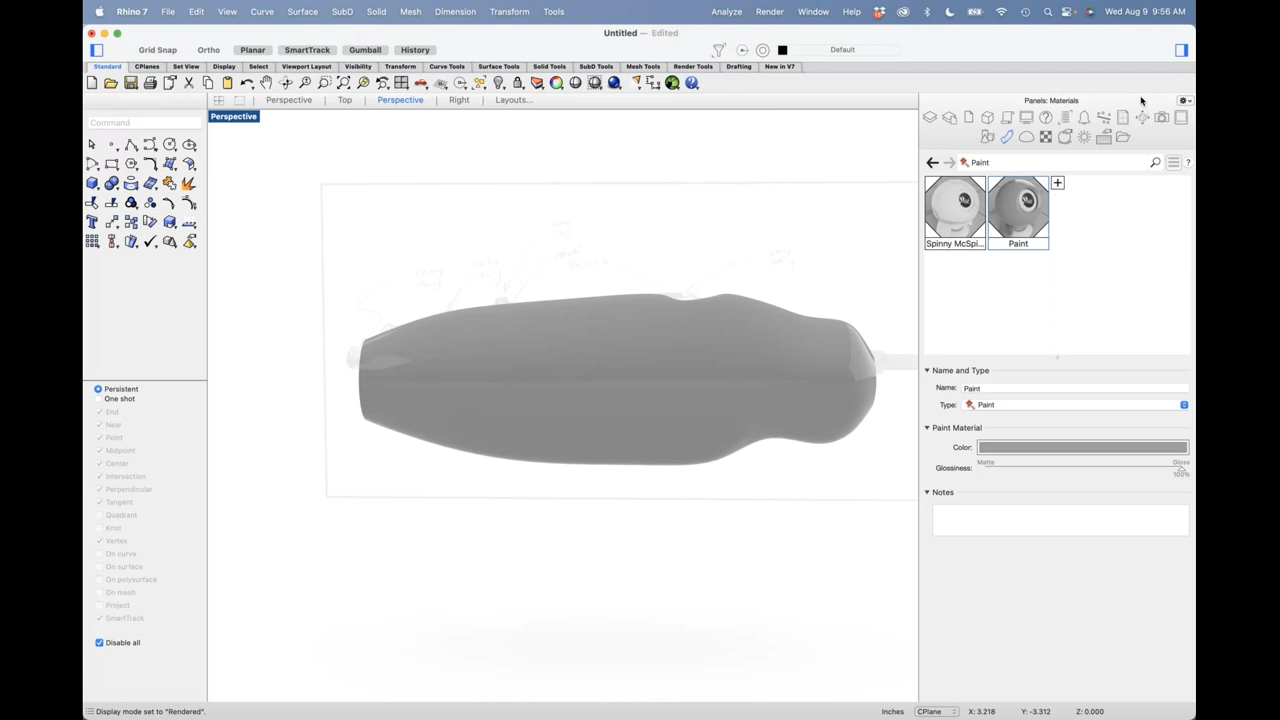 Rhino 7 File Edit View Curve Surface SubD Solid Mesh Dimension Transform Tools Analyze Render Window Help Wed Aug 9 9:56 AM
Untitled — Edited
Grid Snap Ortho Planar SmartTrack Gumball History Default
Standard CPlanes Set View Display Select Viewport Layout Visibility Transform Curve Tools Surface Tools Solid Tools SubD Tools Mesh Tools Render Tools Drafting New in V7
Perspective Top Perspective Right Layouts...
Panels: Materials
Perspective
Command
Paint
?
Spinny McSpi... Paint
Name and Type
Name: Paint
Type: Paint
Paint Material
Color:
Matte Gloss
Glossiness:
100%
Notes
Persistent
One shot
End
Near
Point
Midpoint
Center
Intersection
Perpendicular
Tangent
Quadrant
Knot
Vertex
On curve
On surface
On polysurface
On mesh
Project
SmartTrack
Disable all
Display mode set to "Rendered". Inches CPlane X: 3.218 Y: -3.312 Z: 0.000